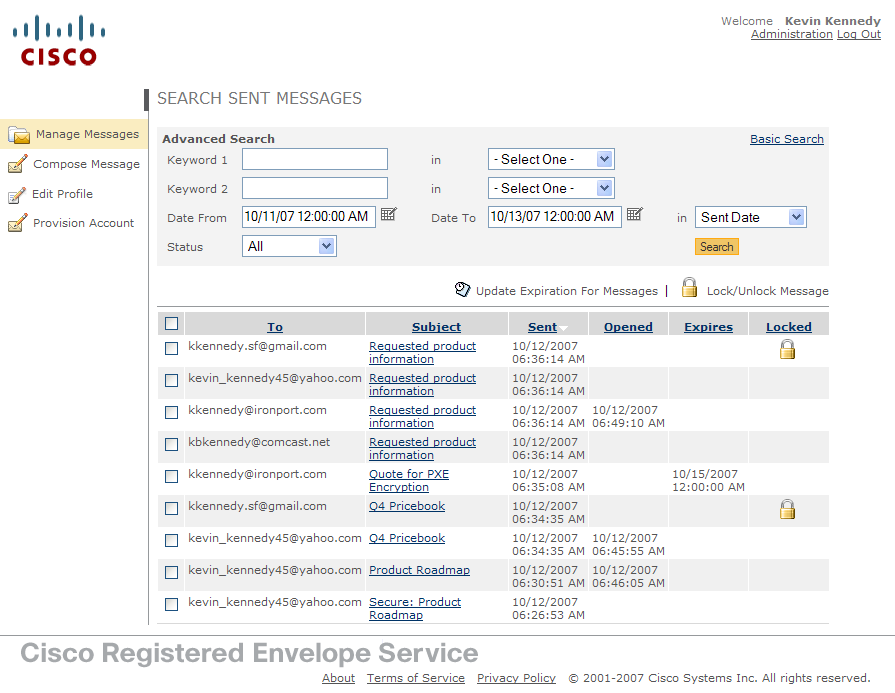 Welcome Kevin Kennedy
Administration Log Out
CISCO
SEARCH SENT MESSAGES
Manage Messages
Compose Message
Edit Profile
Provision Account
Advanced Search Basic Search
Keyword 1 in - Select One -
Keyword 2 in - Select One -
Date From 10/11/07 12:00:00 AM Date To 10/13/07 12:00:00 AM in Sent Date
Status All Search
Update Expiration For Messages | Lock/Unlock Message
To Subject Sent Opened Expires Locked
kkennedy.sf@gmail.com Requested product 10/12/2007
information 06:36:14 AM
kevin_kennedy45@yahoo.com Requested product 10/12/2007
information 06:36:14 AM
kkennedy@ironport.com Requested product 10/12/2007 10/12/2007
information 06:36:14 AM 06:49:10 AM
kbkennedy@comcast.net Requested product 10/12/2007
information 06:36:14 AM
kkennedy@ironport.com Quote for PXE 10/12/2007 10/15/2007
Encryption 06:35:08 AM 12:00:00 AM
kkennedy.sf@gmail.com Q4 Pricebook 10/12/2007
06:34:35 AM
kevin_kennedy45@yahoo.com Q4 Pricebook 10/12/2007 10/12/2007
06:34:35 AM 06:45:55 AM
kevin_kennedy45@yahoo.com Product Roadmap 10/12/2007 10/12/2007
06:30:51 AM 06:46:05 AM
kevin_kennedy45@yahoo.com Secure: Product 10/12/2007
Roadmap 06:26:53 AM
Cisco Registered Envelope Service
About Terms of Service Privacy Policy © 2001-2007 Cisco Systems Inc. All rights reserved.